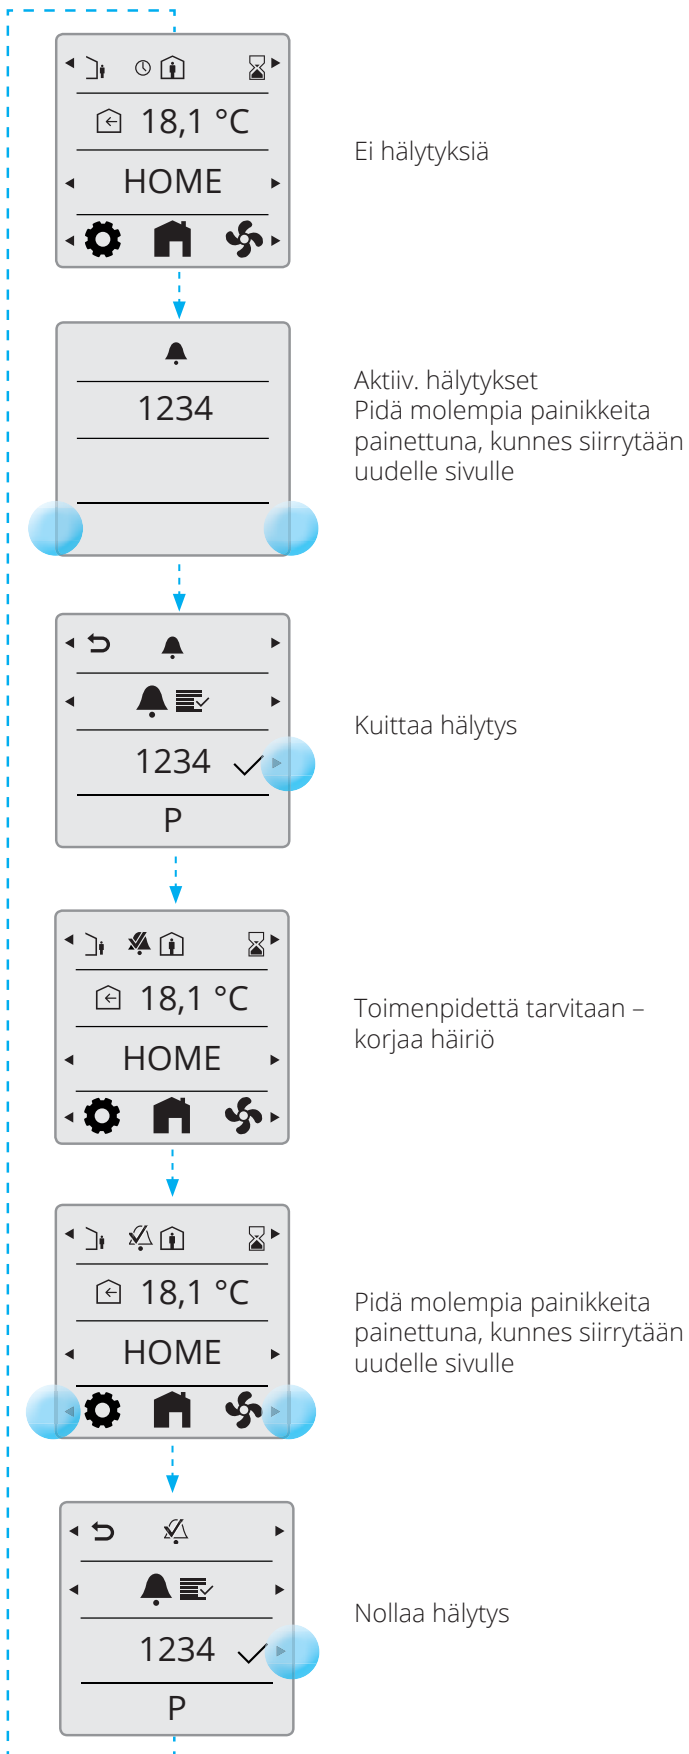 18,1 °C
HOME
Ei hälytyksiä
1234
Aktiiv. hälytykset
Pidä molempia painikkeita
painettuna, kunnes siirrytään
uudelle sivulle
1234
P
Kuittaa hälytys
18,1 °C
HOME
Toimenpidettä tarvitaan –
korjaa häiriö
18,1 °C
HOME
Pidä molempia painikkeita
painettuna, kunnes siirrytään
uudelle sivulle
1234
P
Nollaa hälytys